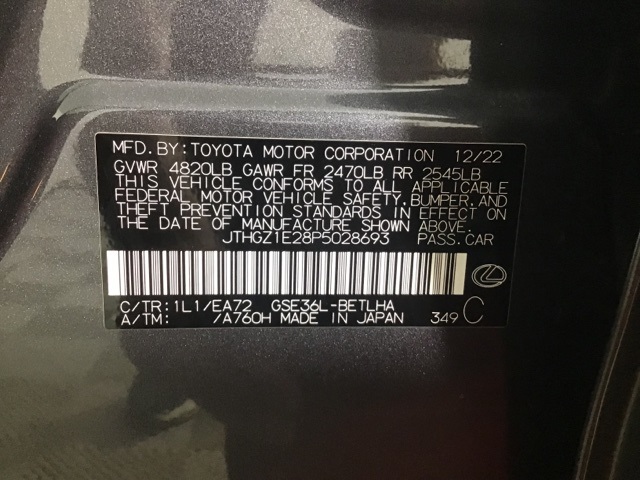 MFD. BY: TOYOTA MOTOR CORPORATION 12/22
GVWR 4820LB GAWR FR 2470LB RR 2545LB
THIS VEHICLE CONFORMS TO ALL APPLICABLE
FEDERAL MOTOR VEHICLE SAFETY, BUMPER, AND
THEFT PREVENTION STANDARDS IN EFFECT ON
THE DATE OF MANUFACTURE SHOWN ABOVE.
JTHGZ1E28P5028693 PASS.CAR
C/TR: 1L1/EA72 GSE36L-BETLHA
A/TM: /A760H MADE IN JAPAN 349 C